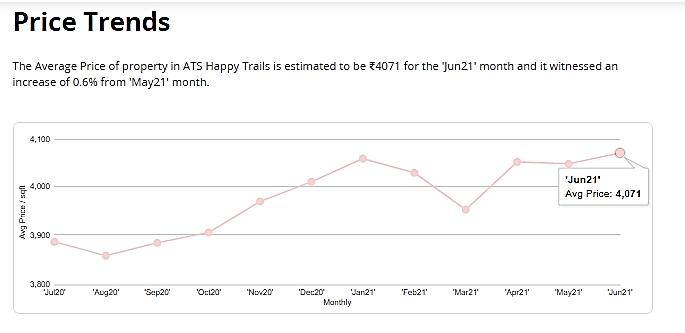 Price Trends
The Average Price of property in ATS Happy Trails is estimated to be ₹4071 for the 'Jun21' month and it witnessed an
increase of 0.6% from 'May21' month.
4,100
4,000
3,900
3,800
Avg Price / sqft
'Jun21'
Avg Price: 4,071
'Jul20' 'Aug20' 'Sep20' 'Oct20' 'Nov20' 'Dec20' 'Jan21' 'Feb21' 'Mar21' 'Apr21' 'May21' 'Jun21'
Monthly